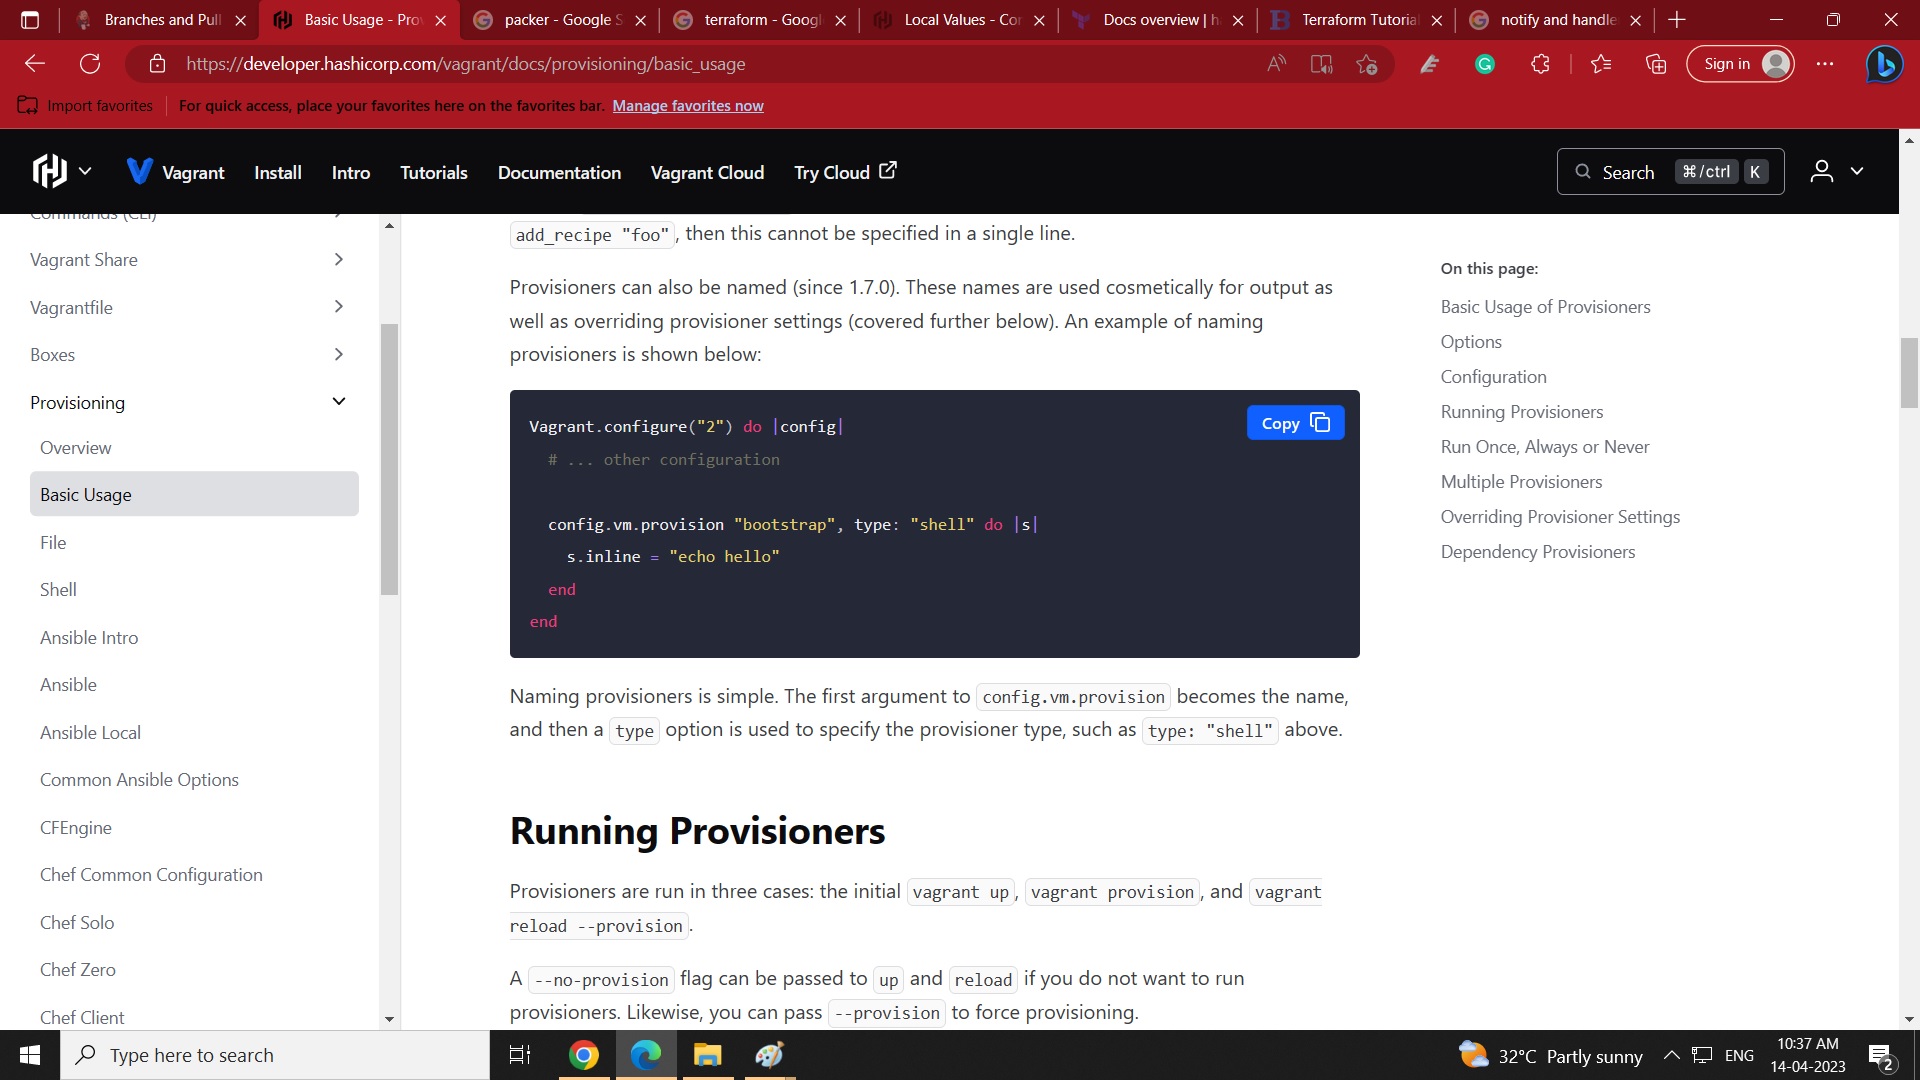 Branches and Pull
Basic Usage - Pro
packer - Google S
terraform - Googl
Local Values - Con
Docs overview | h
Terraform Tutorial
notify and handle
https://developer.hashicorp.com/vagrant/docs/provisioning/basic_usage
Sign in
Import favorites
For quick access, place your favorites here on the favorites bar. Manage favorites now
Vagrant
Install
Intro
Tutorials
Documentation
Vagrant Cloud
Try Cloud
Search
⌘/ctrl
K
Commands (CLI)
Vagrant Share
Vagrantfile
Boxes
Provisioning
Overview
Basic Usage
File
Shell
Ansible Intro
Ansible
Ansible Local
Common Ansible Options
CFEngine
Chef Common Configuration
Chef Solo
Chef Zero
Chef Client
add_recipe "foo" , then this cannot be specified in a single line.
Provisioners can also be named (since 1.7.0). These names are used cosmetically for output as
well as overriding provisioner settings (covered further below). An example of naming
provisioners is shown below:
Copy
Vagrant.configure("2") do |config|
# ... other configuration
config.vm.provision "bootstrap", type: "shell" do |s|
s.inline = "echo hello"
end
end
Naming provisioners is simple. The first argument to config.vm.provision becomes the name,
and then a type option is used to specify the provisioner type, such as type: "shell" above.
Running Provisioners
Provisioners are run in three cases: the initial vagrant up , vagrant provision , and vagrant
reload --provision .
A --no-provision flag can be passed to up and reload if you do not want to run
provisioners. Likewise, you can pass --provision to force provisioning.
On this page:
Basic Usage of Provisioners
Options
Configuration
Running Provisioners
Run Once, Always or Never
Multiple Provisioners
Overriding Provisioner Settings
Dependency Provisioners
Type here to search
32°C Partly sunny
ENG
10:37 AM
14-04-2023
2